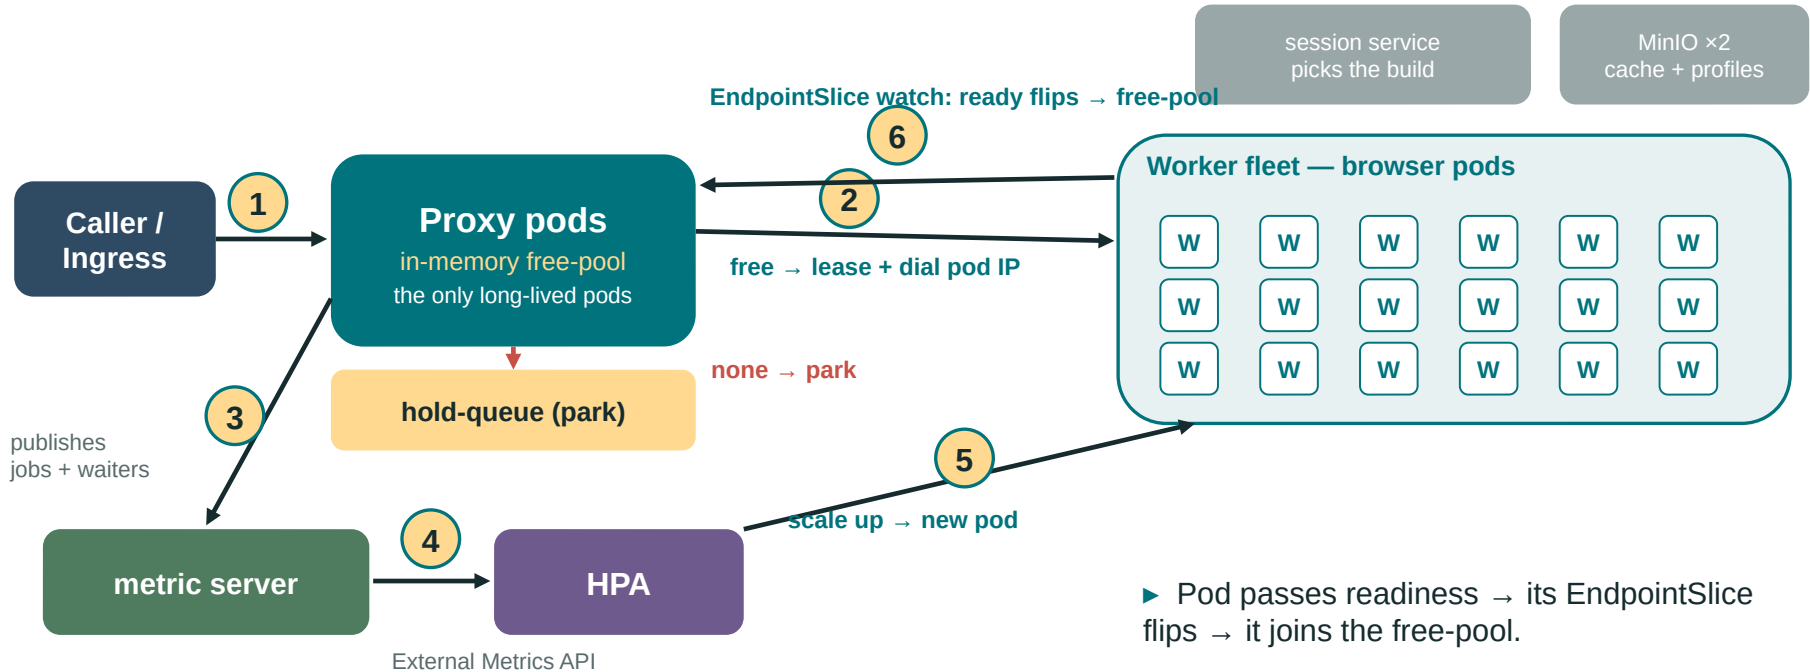 session service
picks the build
MinIO ×2
cache + profiles
EndpointSlice watch: ready flips → free-pool
6
Worker fleet — browser pods
1
2
Caller /
Ingress
Proxy pods
in-memory free-pool
the only long-lived pods
free → lease + dial pod IP
W W W W W W
W W W W W W
W W W W W W
none → park
hold-queue (park)
3
publishes
jobs + waiters
5
scale up → new pod
4
metric server
HPA
External Metrics API
► Pod passes readiness → its EndpointSlice
flips → it joins the free-pool.